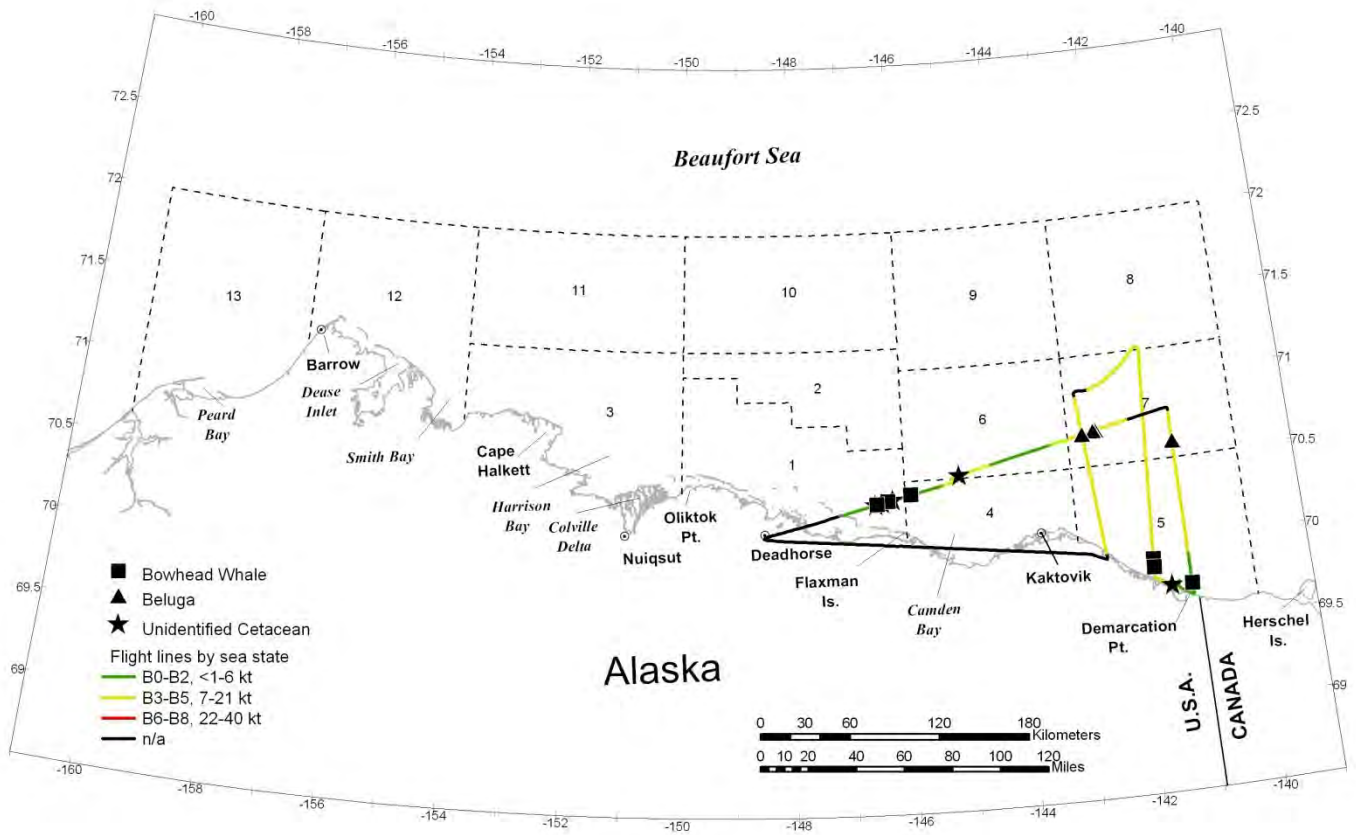 -160
-158
-156
-154
-152
-150
-148
-146
-144
-142
-140
72.5
72.5
Beaufort Sea
72
72
71.5
71.5
13
12
11
10
9
8
71
71
Barrow
Dease
Inlet
Peard
Bay
2
3
6
7
70.5
70.5
Smith Bay
Cape
Halkett
1
Harrison
Bay
Colville
Delta
Oliktok
Pt.
4
5
70
70
Nuiqsut
Deadhorse
Flaxman
Is.
Kaktovik
Camden
Bay
Demarcation
Pt.
Herschel
Is.
69.5
69.5
Bowhead Whale
Beluga
Unidentified Cetacean
Flight lines by sea state
B0-B2, <1-6 kt
B3-B5, 7-21 kt
B6-B8, 22-40 kt
n/a
69
69
Alaska
U.S.A.
CANADA
0 30 60 120 180
Kilometers
0 10 20 40 60 80 100 120
Miles
-160
-158
-156
-154
-152
-150
-148
-146
-144
-142
-140